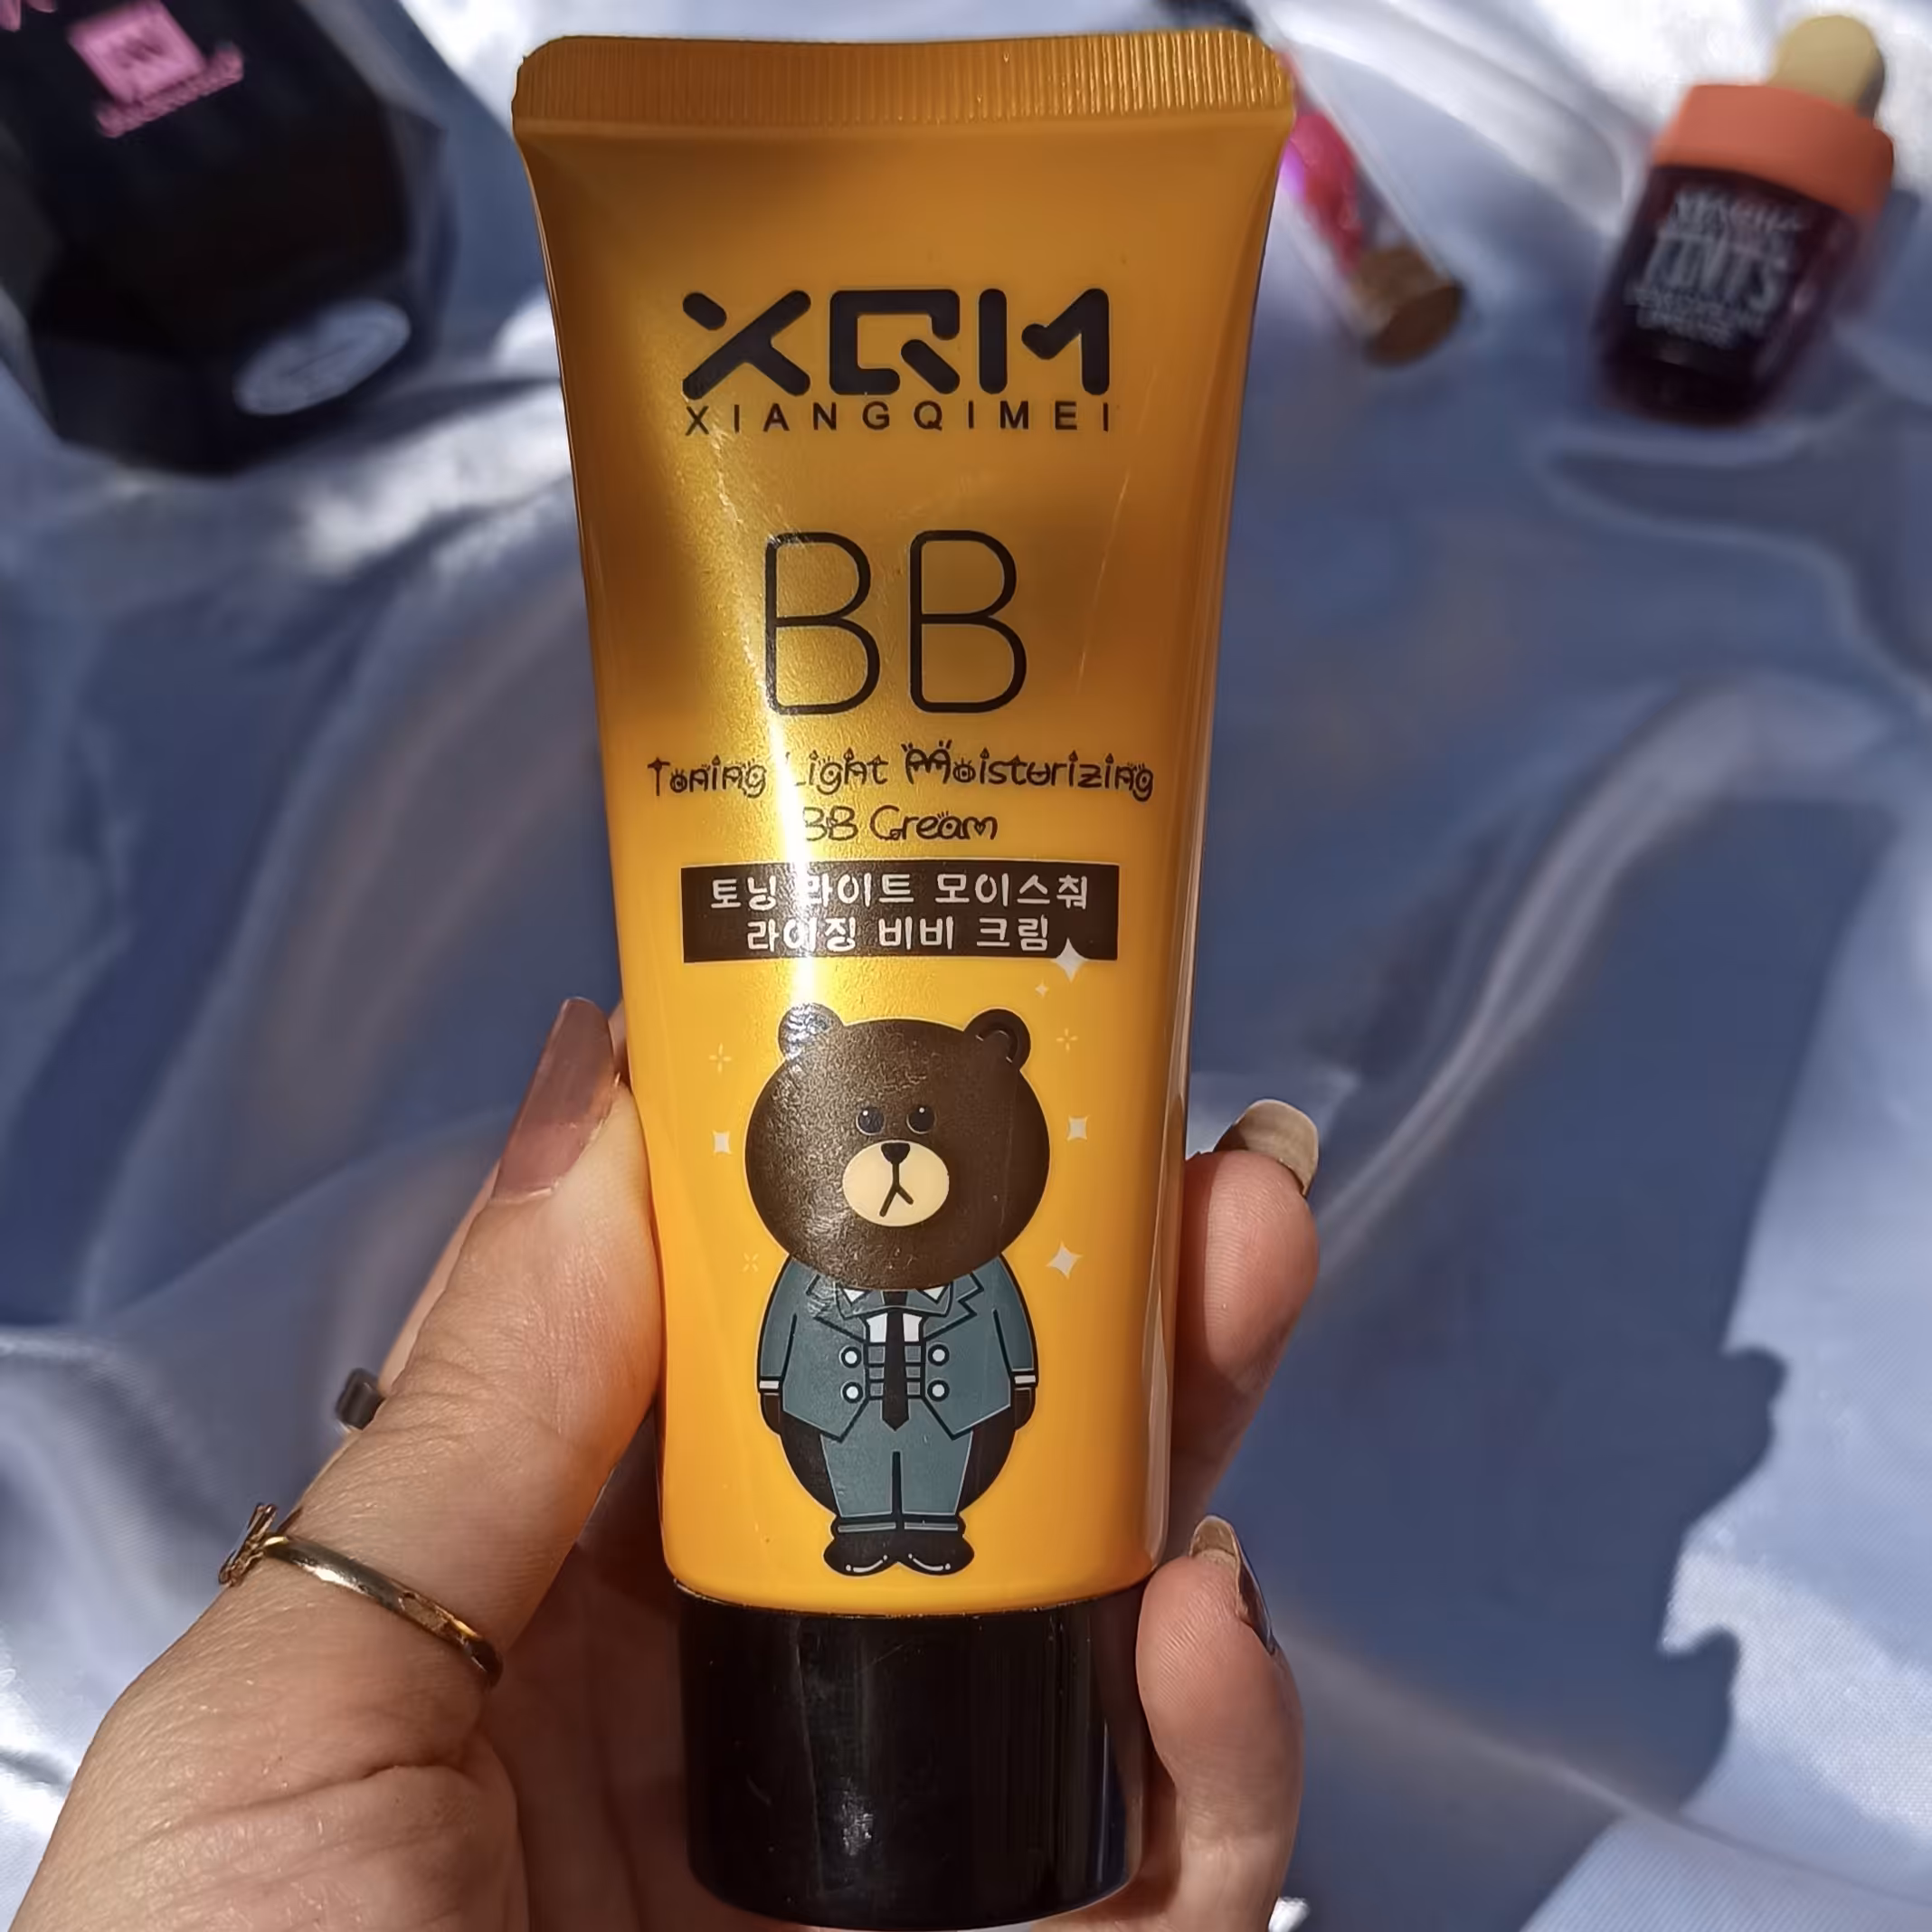 XQM
XIANGQIMEI
BB
Toning Light Moisturizing
BB Cream
토닝 라이트 모이스춰
라이징 비비 크림
TINTS